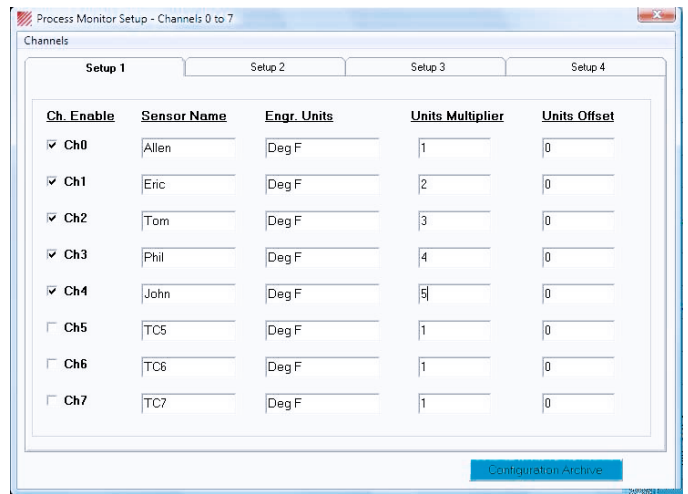 Process Monitor Setup - Channels 0 to 7
Channels
Setup 1 Setup 2 Setup 3 Setup 4
Ch. Enable Sensor Name Engr. Units Units Multiplier Units Offset
Ch0 Allen Deg F 1 0
Ch1 Eric Deg F 2 0
Ch2 Tom Deg F 3 0
Ch3 Phil Deg F 4 0
Ch4 John Deg F 5 0
Ch5 TC5 Deg F 1 0
Ch6 TC6 Deg F 1 0
Ch7 TC7 Deg F 1 0
Configuration Archive